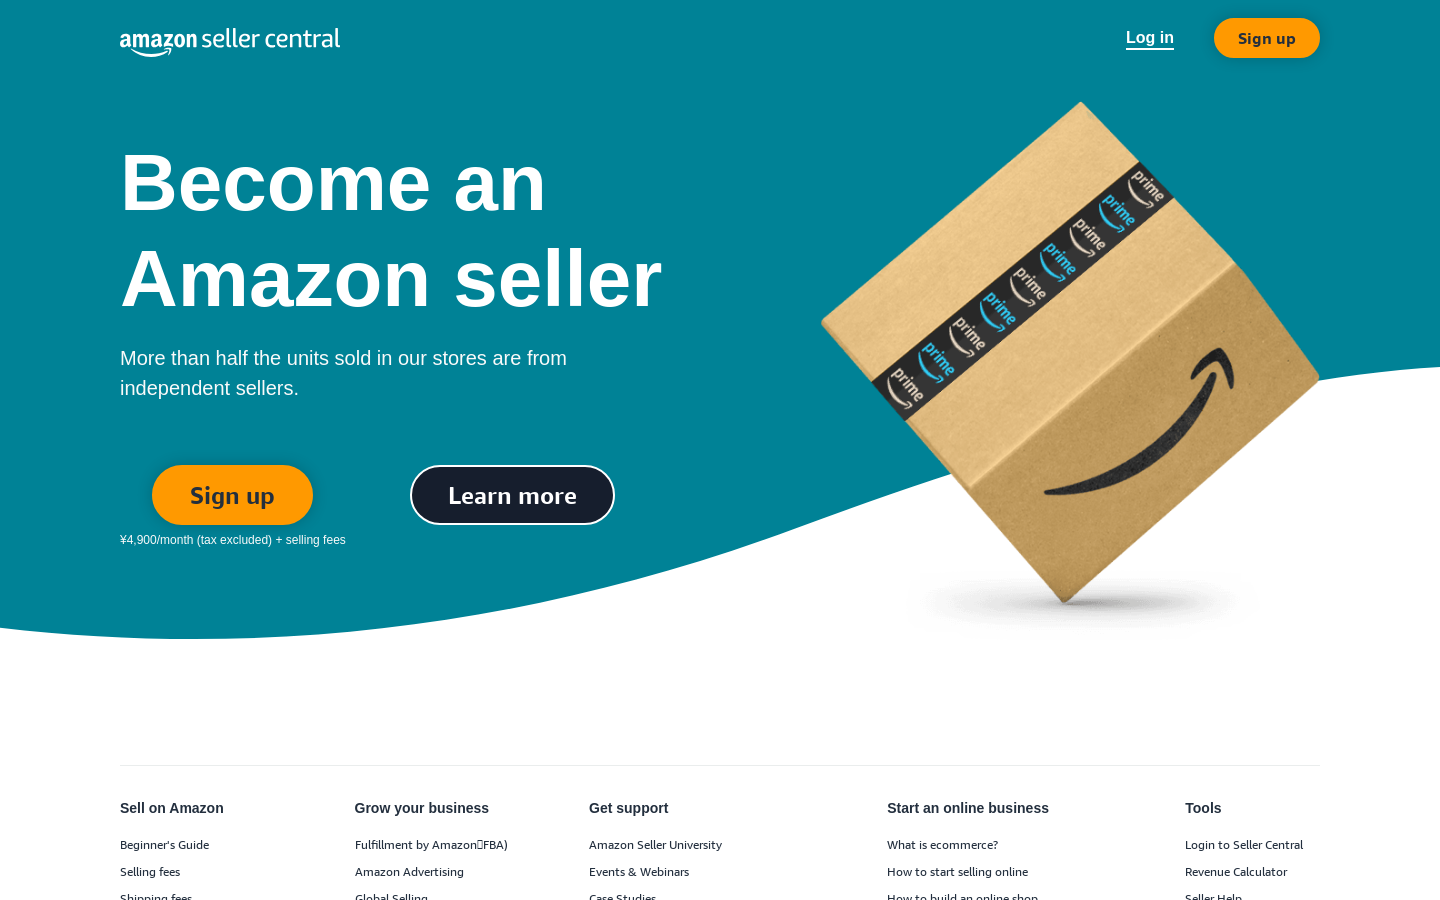 amazon seller central
Log in
Sign up
Become an
Amazon seller
More than half the units sold in our stores are from
independent sellers.
Sign up
Learn more
¥4,900/month (tax excluded) + selling fees
prime prime prime prime prime prime prime prime prime
Sell on Amazon
Beginner's Guide
Selling fees
Shipping fees
Grow your business
Fulfillment by Amazon▯FBA)
Amazon Advertising
Global Selling
Get support
Amazon Seller University
Events & Webinars
Case Studies
Start an online business
What is ecommerce?
How to start selling online
How to build an online shop
Tools
Login to Seller Central
Revenue Calculator
Seller Help